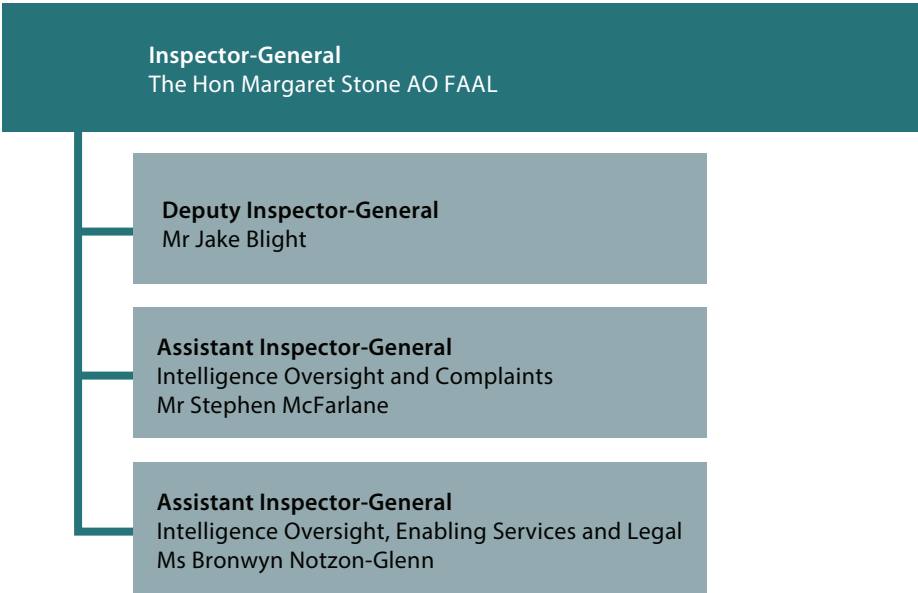 Inspector-General
The Hon Margaret Stone AO FAAL
Deputy Inspector-General
Mr Jake Blight
Assistant Inspector-General
Intelligence Oversight and Complaints
Mr Stephen McFarlane
Assistant Inspector-General
Intelligence Oversight, Enabling Services and Legal
Ms Bronwyn Notzon-Glenn